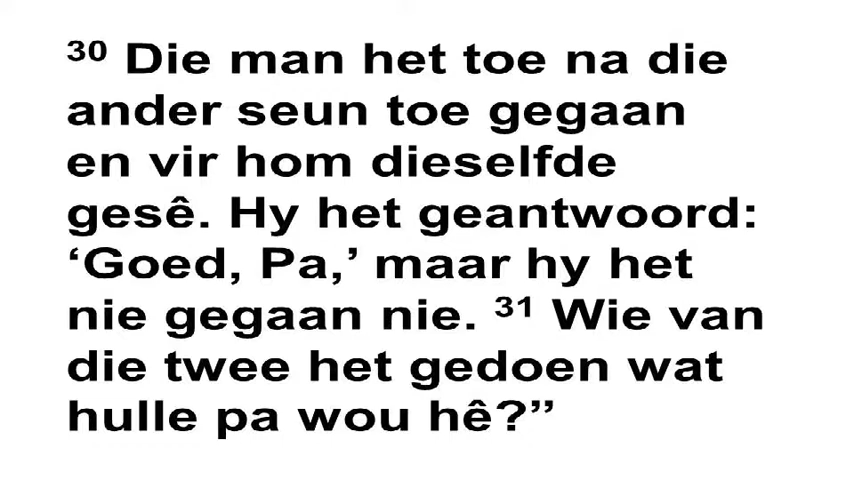 ³⁰ Die man het toe na die
ander seun toe gegaan
en vir hom dieselfde
gesê. Hy het geantwoord:
‘Goed, Pa,’ maar hy het
nie gegaan nie. ³¹ Wie van
die twee het gedoen wat
hulle pa wou hê?”